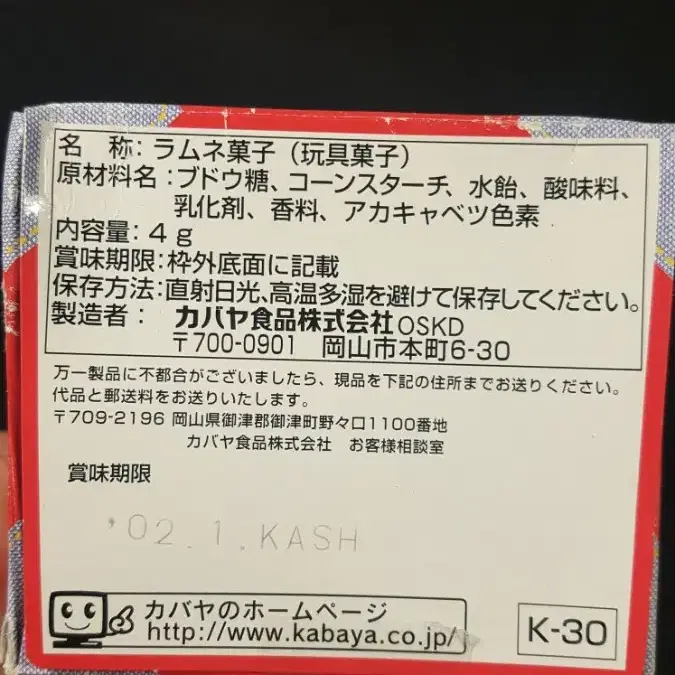 名　称：ラムネ菓子（玩具菓子）
原材料名：ブドウ糖、コーンスターチ、水飴、酸味料、
乳化剤、香料、アカキャベツ色素
内容量：4g
賞味期限：枠外底面に記載
保存方法：直射日光、高温多湿を避けて保存してください。
製造者：カバヤ食品株式会社OSKD
〒700-0901　岡山市本町6-30
万一製品に不都合がございましたら、現品を下記の住所までお送りください。
代品と郵送料をお送りいたします。
〒709-2196 岡山県御津郡御津町野々口1100番地
カバヤ食品株式会社　お客様相談室
賞味期限
'02.1.KASH
カバヤのホームページ
http://www.kabaya.co.jp/
K-30